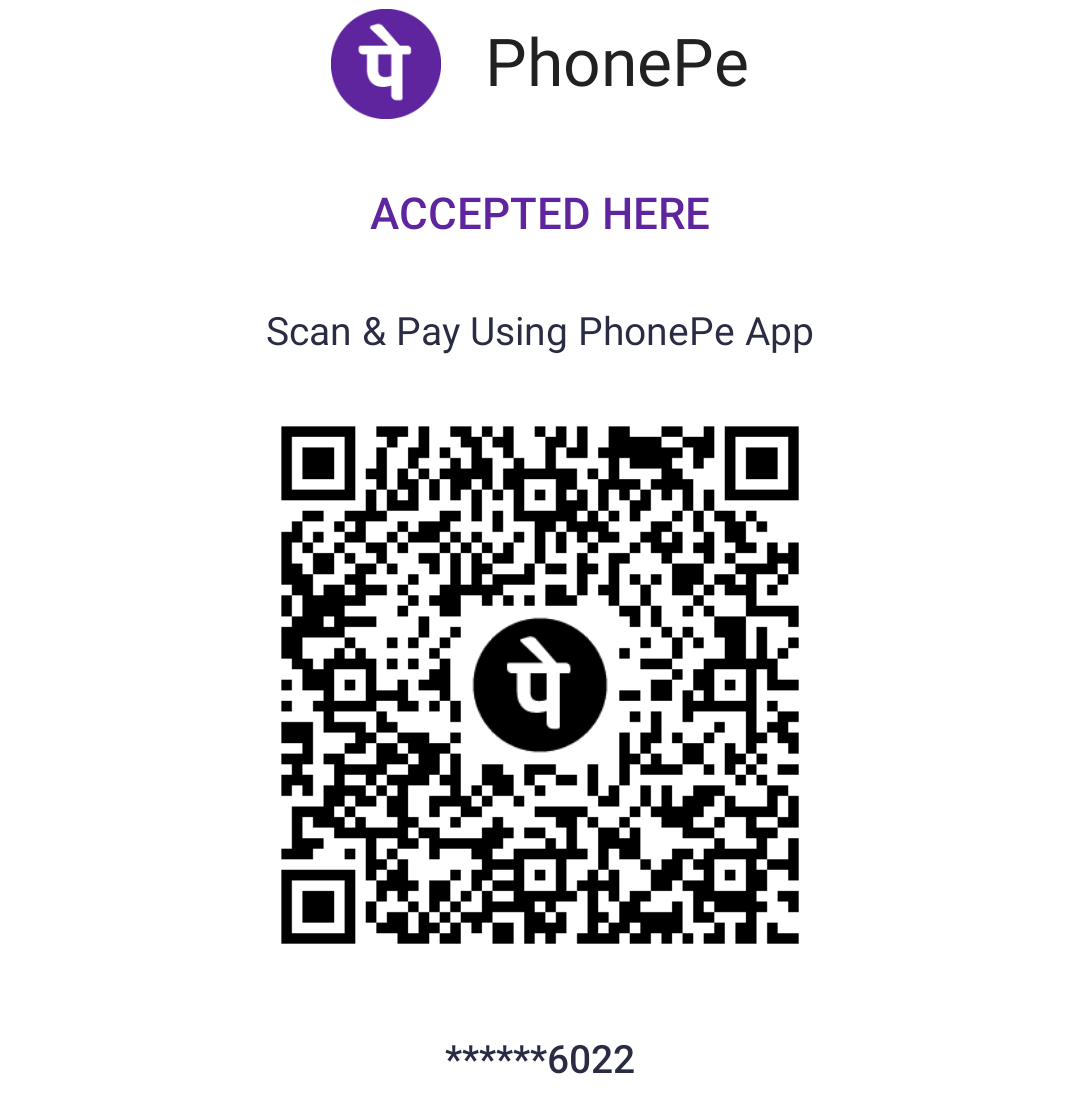 पे PhonePe
ACCEPTED HERE
Scan & Pay Using PhonePe App
पे
******6022